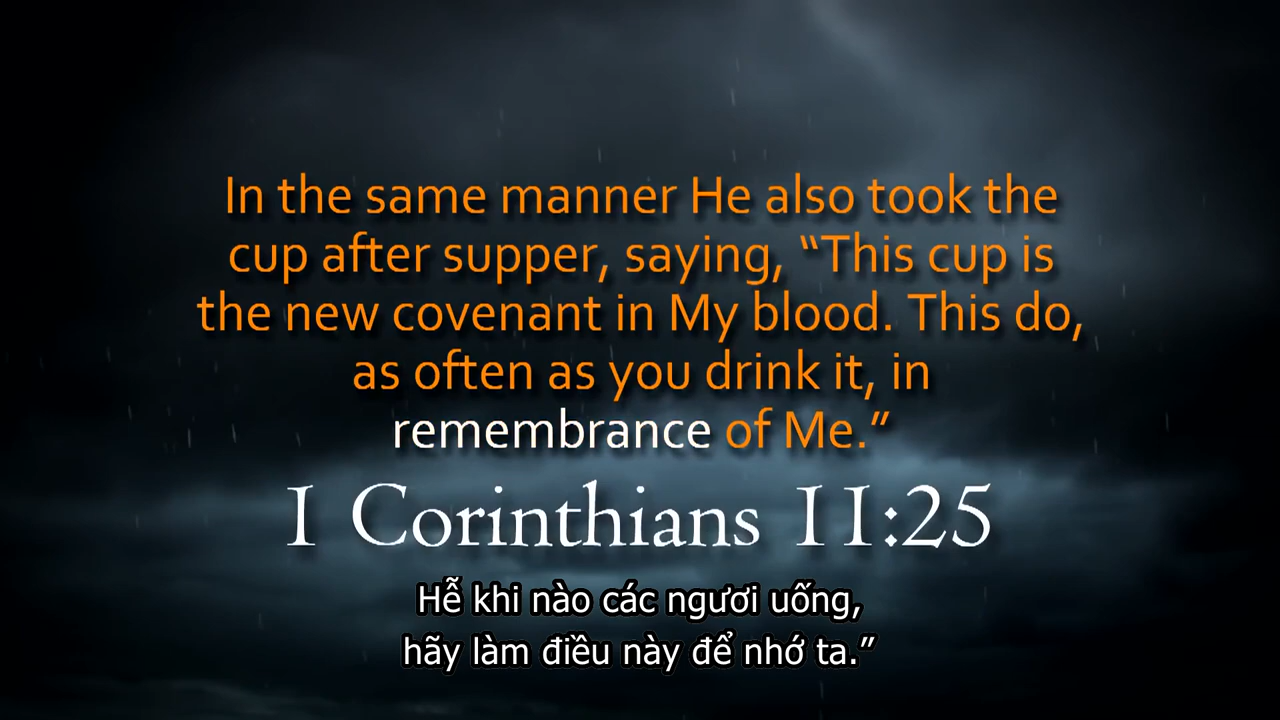 In the same manner He also took the
cup after supper, saying, “This cup is
the new covenant in My blood. This do,
as often as you drink it, in
remembrance of Me.”
1 Corinthians 11:25
Hễ khi nào các ngươi uống,
hãy làm điều này để nhớ ta.”